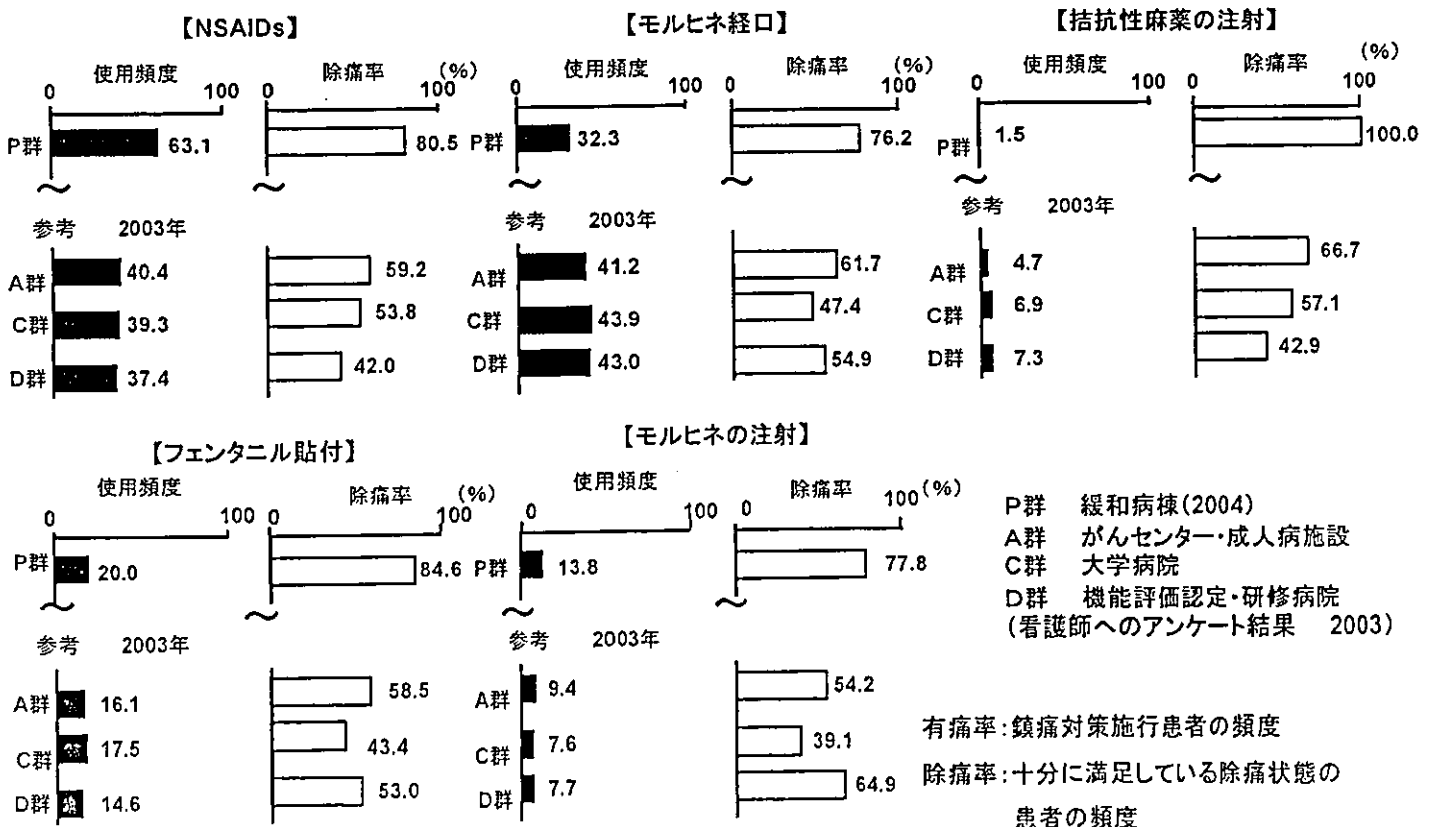 【NSAIDs】
使用頻度 除痛率 (%)
0 100 0 100
P群 63.1 80.5
参考 2003年
A群 40.4 59.2
C群 39.3 53.8
D群 37.4 42.0
【モルヒネ経口】
使用頻度 除痛率 (%)
0 100 0 100
P群 32.3 76.2
参考 2003年
A群 41.2 61.7
C群 43.9 47.4
D群 43.0 54.9
【拮抗性麻薬の注射】
使用頻度 除痛率 (%)
0 100 0 100
P群 1.5 100.0
参考 2003年
A群 4.7 66.7
C群 6.9 57.1
D群 7.3 42.9
【フェンタニル貼付】
使用頻度 除痛率 (%)
0 100 0 100
P群 20.0 84.6
参考 2003年
A群 16.1 58.5
C群 17.5 43.4
D群 14.6 53.0
【モルヒネの注射】
使用頻度 除痛率 (%)
0 100 0 100
P群 13.8 77.8
参考 2003年
A群 9.4 54.2
C群 7.6 39.1
D群 7.7 64.9
P群 緩和病棟(2004)
A群 がんセンター・成人病施設
C群 大学病院
D群 機能評価認定・研修病院
(看護師へのアンケート結果 2003)
有痛率:鎮痛対策施行患者の頻度
除痛率:十分に満足している除痛状態の
患者の頻度